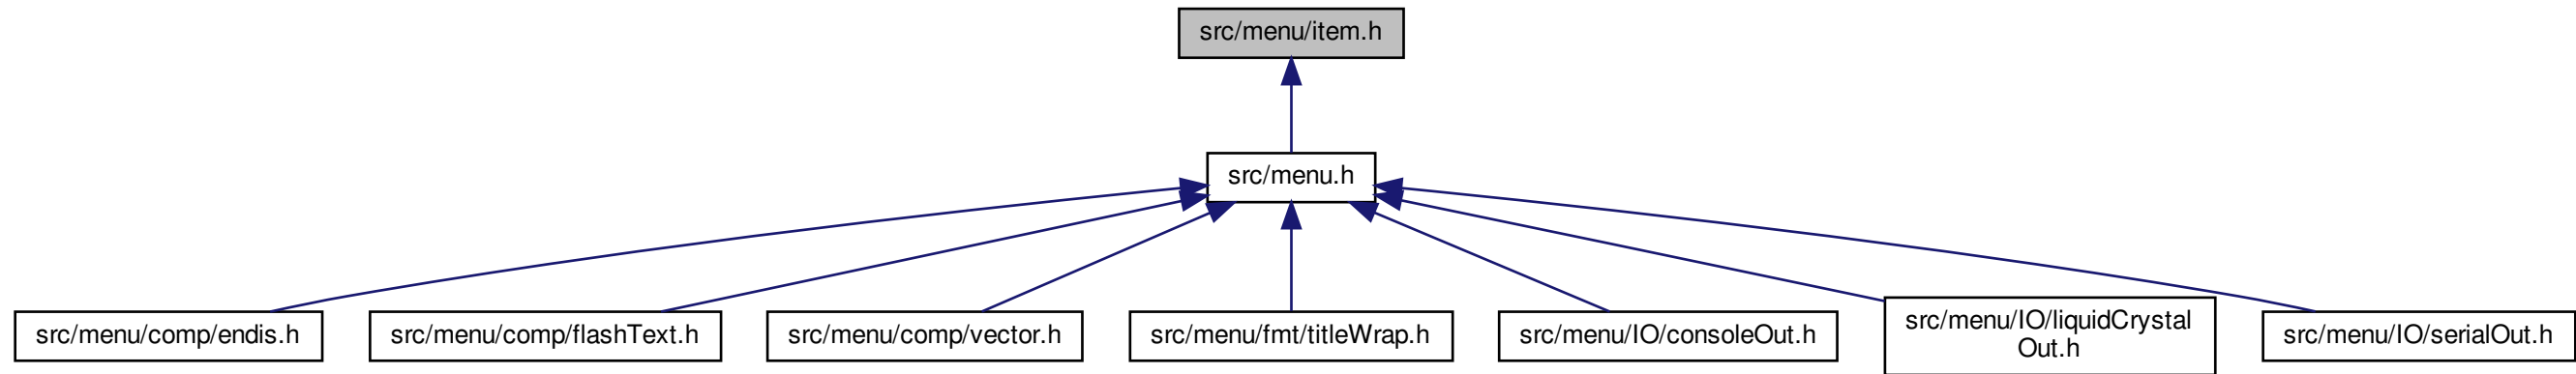 src/menu/item.h
src/menu.h
src/menu/comp/endis.h
src/menu/comp/flashText.h
src/menu/comp/vector.h
src/menu/fmt/titleWrap.h
src/menu/IO/consoleOut.h
src/menu/IO/liquidCrystal
Out.h
src/menu/IO/serialOut.h